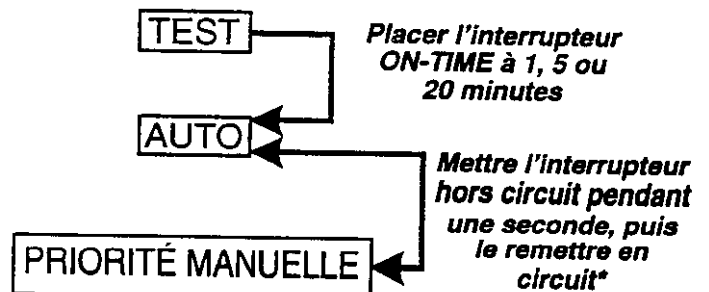 TEST
Placer l'interrupteur
ON-TIME à 1, 5 ou
20 minutes
AUTO
Mettre l'interrupteur
hors circuit pendant
une seconde, puis
le remettre en
circuit*
PRIORITÉ MANUELLE